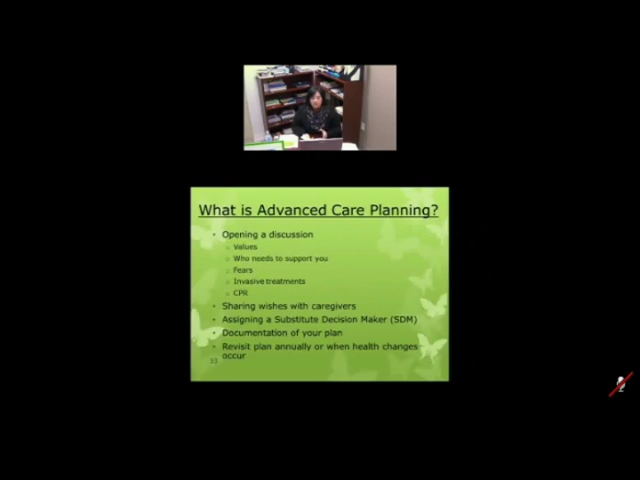 What is Advanced Care Planning?
• Opening a discussion
Values
Who needs to support you
Fears
Invasive treatments
CPR
• Sharing wishes with caregivers
• Assigning a Substitute Decision Maker (SDM)
• Documentation of your plan
• Revisit plan annually or when health changes
occur